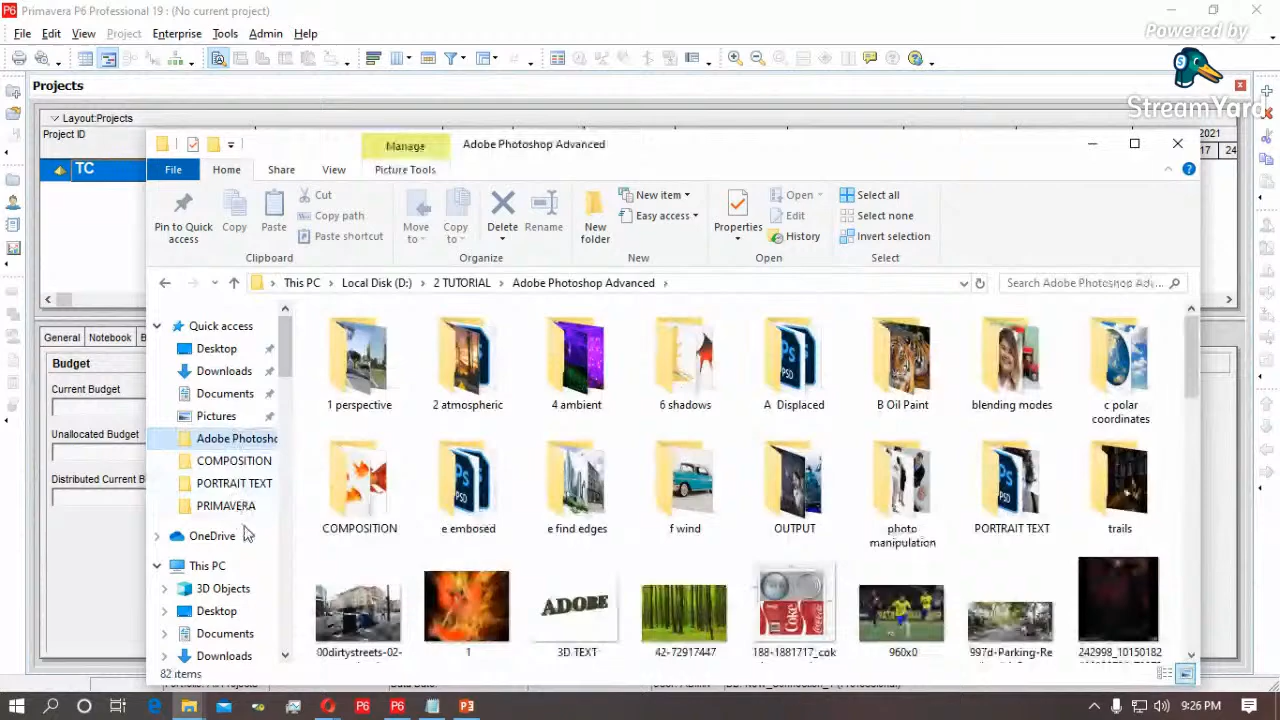 Primavera P6 Professional 19 : (No current project)
Powered by
File Edit View Project Enterprise Tools Admin Help
StreamYard
Projects
Layout:Projects
Project ID
2021
17 24
TC
Manage
Adobe Photoshop Advanced
File Home Share View Picture Tools
Pin to Quick access
Copy
Paste
Cut
Copy path
Paste shortcut
Move to
Copy to
Delete
Rename
New folder
New item
Easy access
Properties
Open
Edit
History
Select all
Select none
Invert selection
Clipboard Organize New Open Select
This PC Local Disk (D:) 2 TUTORIAL Adobe Photoshop Advanced
Quick access
Desktop
Downloads
Documents
Pictures
Adobe Photosho
COMPOSITION
PORTRAIT TEXT
PRIMAVERA
OneDrive
This PC
3D Objects
Desktop
Documents
Downloads
1 perspective 2 atmospheric 4 ambient 6 shadows A Displaced B Oil Paint blending modes c polar coordinates
COMPOSITION e embosed e find edges f wind OUTPUT photo manipulation PORTRAIT TEXT trails
ADOBE
00dirtystreets-02- 1 3D TEXT 42-72917447 188-1881717_cok 960x0 997d-Parking-Re 242998_10150182
82 items
General Notebook
Budget
Current Budget
Unallocated Budget
Distributed Current B
9:26 PM